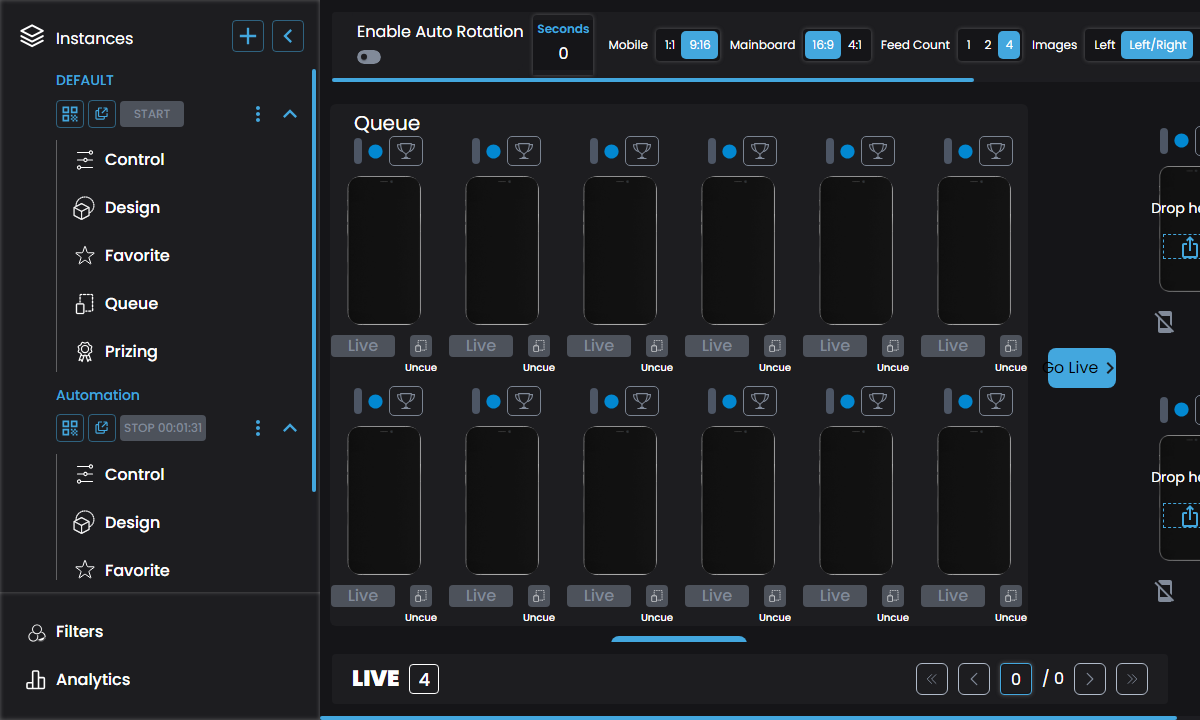 Instances
DEFAULT
START
Control
Design
Favorite
Queue
Prizing
Automation
STOP 00:01:31
Control
Design
Favorite
Filters
Analytics
Enable Auto Rotation
Seconds
0
Mobile 1:1 9:16 Mainboard 16:9 4:1 Feed Count 1 2 4 Images Left Left/Right
Queue
Live Live Live Live Live Live
Uncue Uncue Uncue Uncue Uncue Uncue
Live Live Live Live Live Live
Uncue Uncue Uncue Uncue Uncue Uncue
Go Live
Drop he
Drop he
LIVE 4
0 / 0